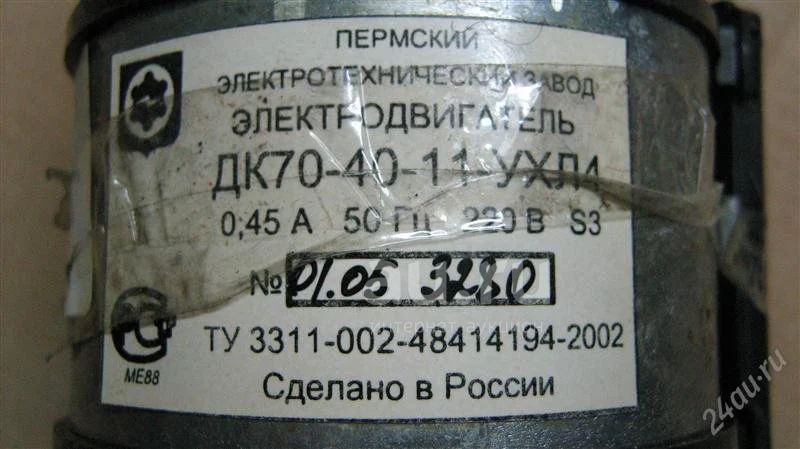 ПЕРМСКИЙ
ЭЛЕКТРОТЕХНИЧЕСКИЙ ЗАВОД
ЭЛЕКТРОДВИГАТЕЛЬ
ДК70-40-11-УХЛ4
0,45 А 50 ГЦ 220 В S3
№ 01.05 3280
ТУ 3311-002-48414194-2002
МЕ88
Сделано в России
24au.ru